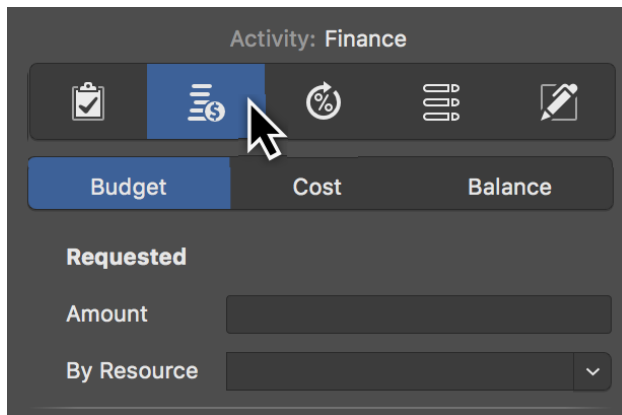 Activity: Finance
Budget Cost Balance
Requested
Amount
By Resource